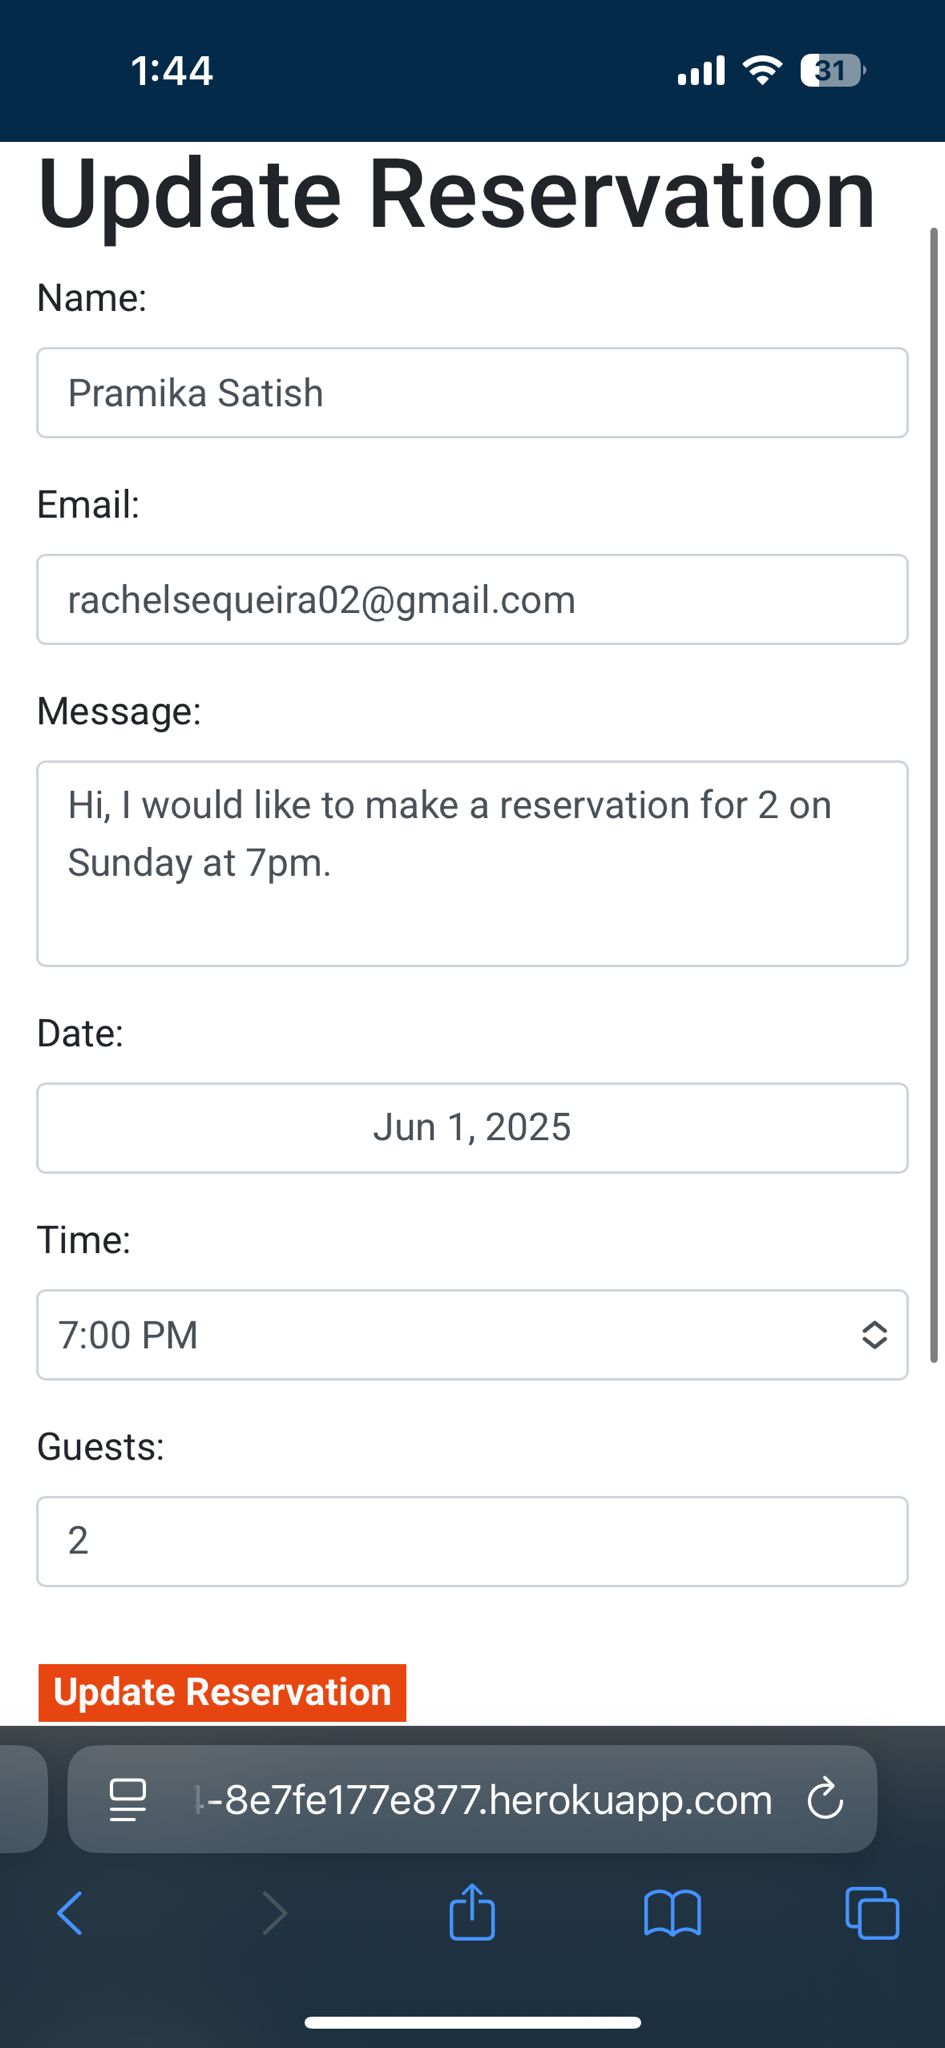 1:44
31
Update Reservation
Name:
Pramika Satish
Email:
rachelsequeira02@gmail.com
Message:
Hi, I would like to make a reservation for 2 on
Sunday at 7pm.
Date:
Jun 1, 2025
Time:
7:00 PM
Guests:
2
Update Reservation
-8e7fe177e877.herokuapp.com